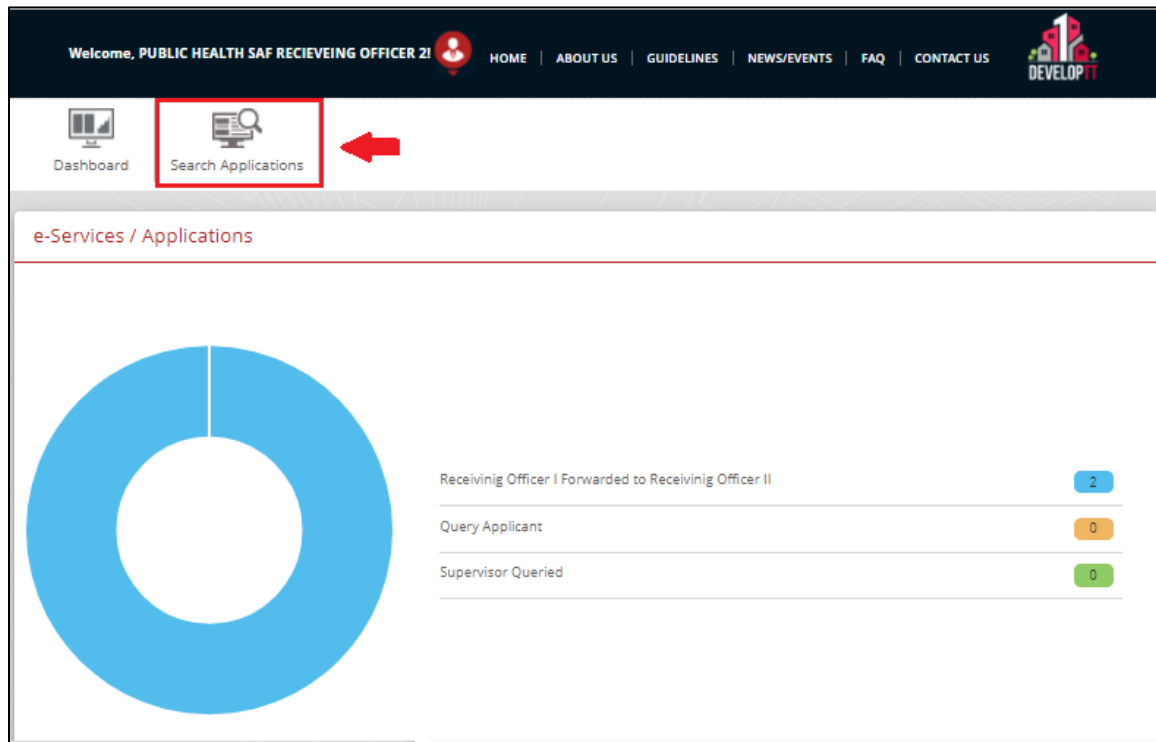 Welcome, PUBLIC HEALTH SAF RECIEVEING OFFICER 2!
HOME | ABOUT US | GUIDELINES | NEWS/EVENTS | FAQ | CONTACT US
DEVELOPTT
Dashboard
Search Applications
e-Services / Applications
Receivinig Officer I Forwarded to Receivinig Officer II 2
Query Applicant 0
Supervisor Queried 0